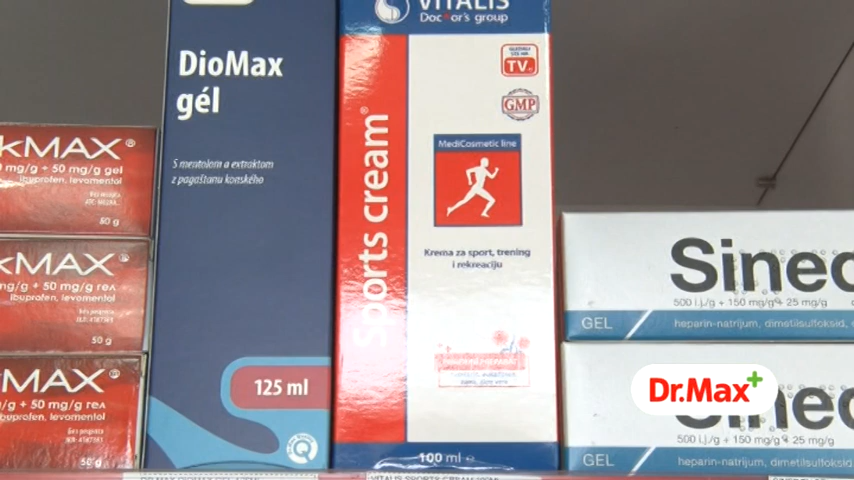 kMAX®
mg/g + 50 mg/g gel
ibuprofen, levomentol
50 g
kMAX®
mg/g + 50 mg/g гел
ibuprofen, levomentol
50 g
MAX®
/g + 50 mg/g гел
ibuprofen, levomentol
50 g
DioMax
gél
S mentolom a extraktom
z pagaštanu konského
125 ml
VITALIS
Doctor's group
TV
GMP
Sports cream®
MediCosmetic line
Krema za sport, trening
i rekreaciju
100 ml e
Sinec
500 i.j./g + 150 mg/g + 25 mg/g
GEL
heparin-natrijum, dimetilsulfoksid,
Sinec
500 i.j./g + 150 mg/g + 25 mg/g
GEL
heparin-natrijum, dimetilsulfoksid,
Dr.Max+